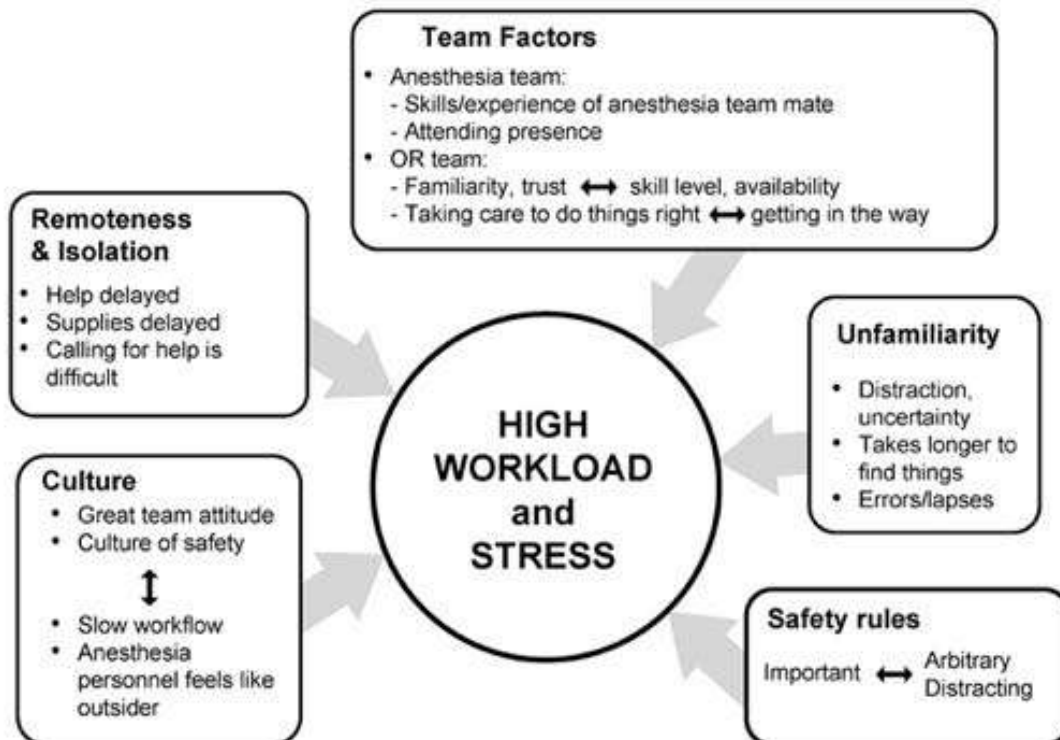 Team Factors
• Anesthesia team:
- Skills/experience of anesthesia team mate
- Attending presence
• OR team:
- Familiarity, trust ↔ skill level, availability
- Taking care to do things right ↔ getting in the way
Remoteness
& Isolation
• Help delayed
• Supplies delayed
• Calling for help is
difficult
Unfamiliarity
• Distraction,
uncertainty
• Takes longer to
find things
• Errors/lapses
HIGH
WORKLOAD
and
STRESS
Culture
• Great team attitude
• Culture of safety
↕
• Slow workflow
• Anesthesia
personnel feels like
outsider
Safety rules
Important ↔ Arbitrary
Distracting